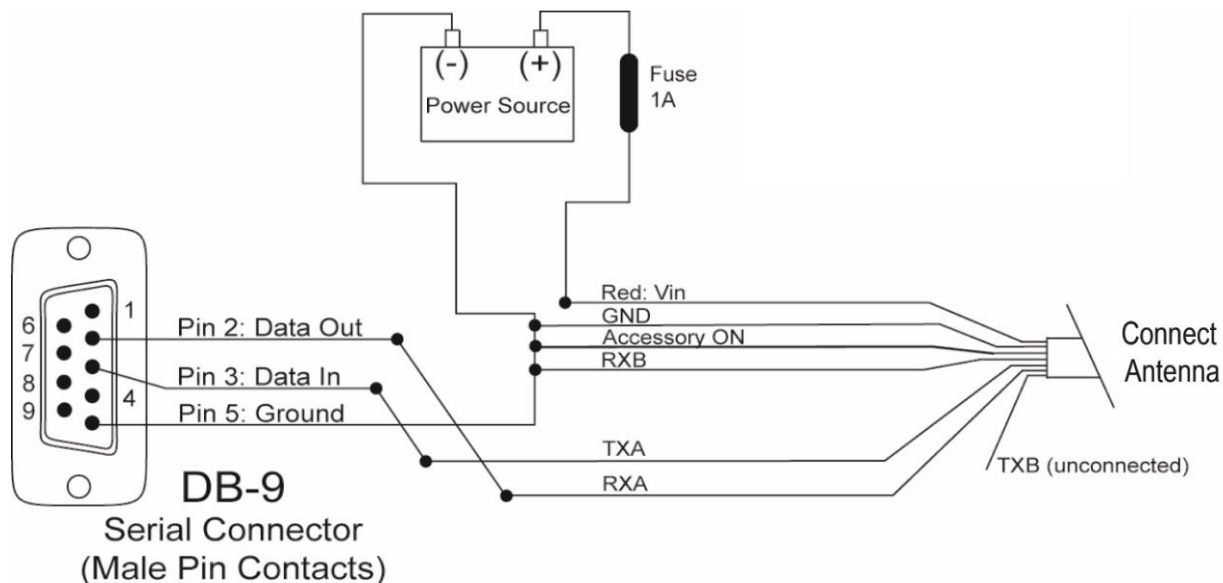 (-) (+)
Power Source
Fuse
1A
1
6
7
8
9
4
Pin 2: Data Out
Pin 3: Data In
Pin 5: Ground
Red: Vin
GND
Accessory ON
RXB
TXA
RXA
Connect
Antenna
TXB (unconnected)
DB-9
Serial Connector
(Male Pin Contacts)